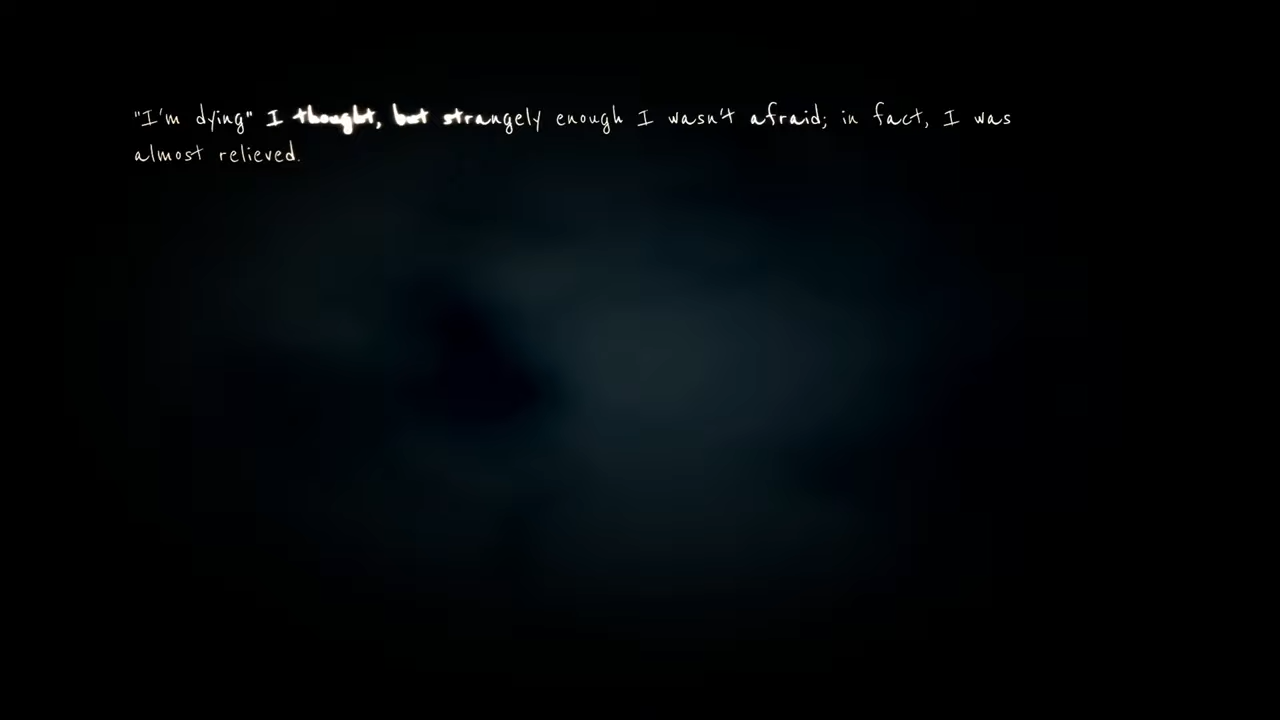 "I'm dying" I thought, but strangely enough I wasn't afraid; in fact, I was
almost relieved.